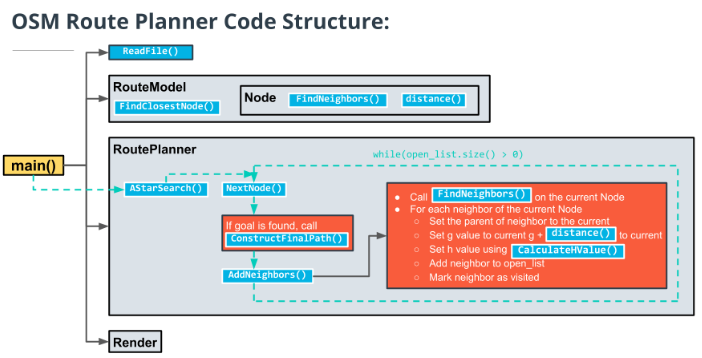 OSM Route Planner Code Structure:
ReadFile()
RouteModel
FindClosestNode()
Node
FindNeighbors()
distance()
RoutePlanner
while(open_list.size() > 0)
main()
AStarSearch()
NextNode()
If goal is found, call
ConstructFinalPath()
AddNeighbors()
● Call FindNeighbors() on the current Node
● For each neighbor of the current Node
○ Set the parent of neighbor to the current
○ Set g value to current g + distance() to current
○ Set h value using CalculateHValue()
○ Add neighbor to open_list
○ Mark neighbor as visited
Render